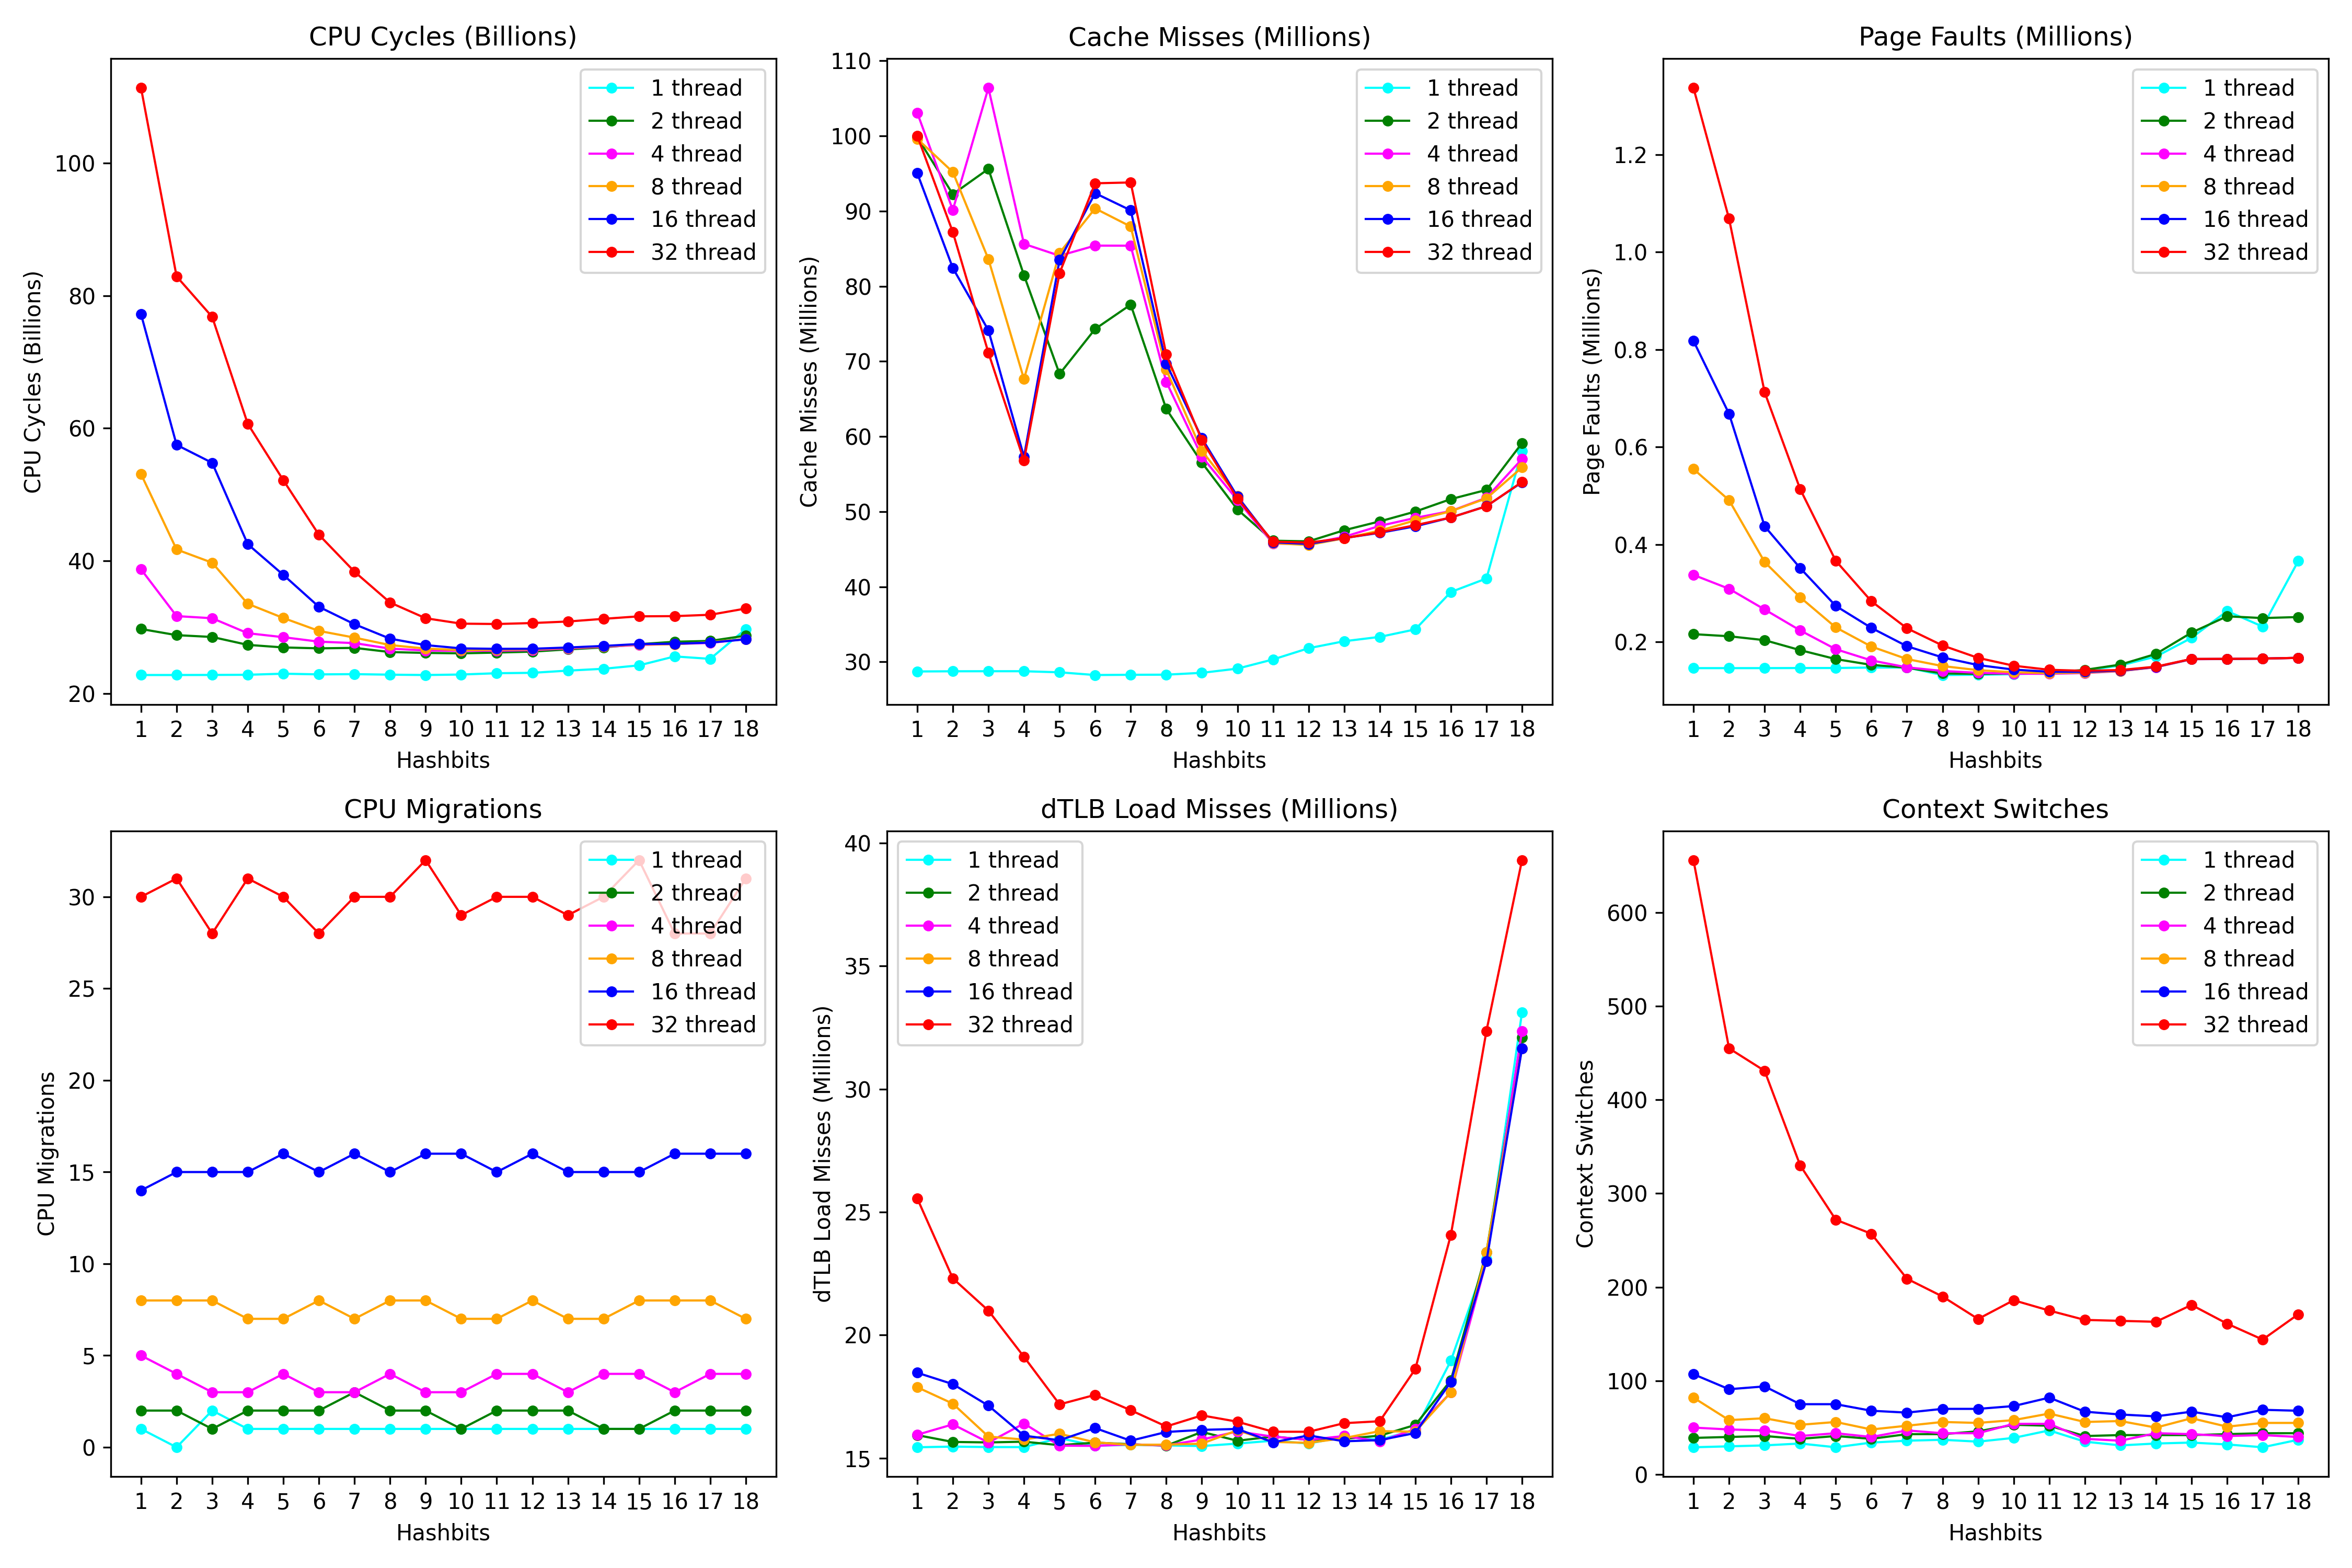 CPU Cycles (Billions)
CPU Cycles (Billions)
100
80
60
40
20
1 thread
2 thread
4 thread
8 thread
16 thread
32 thread
1 2 3 4 5 6 7 8 9 10 11 12 13 14 15 16 17 18
Hashbits
Cache Misses (Millions)
Cache Misses (Millions)
110
100
90
80
70
60
50
40
30
1 thread
2 thread
4 thread
8 thread
16 thread
32 thread
1 2 3 4 5 6 7 8 9 10 11 12 13 14 15 16 17 18
Hashbits
Page Faults (Millions)
Page Faults (Millions)
1.2
1.0
0.8
0.6
0.4
0.2
1 thread
2 thread
4 thread
8 thread
16 thread
32 thread
1 2 3 4 5 6 7 8 9 10 11 12 13 14 15 16 17 18
Hashbits
CPU Migrations
CPU Migrations
30
25
20
15
10
5
0
1 thread
2 thread
4 thread
8 thread
16 thread
32 thread
1 2 3 4 5 6 7 8 9 10 11 12 13 14 15 16 17 18
Hashbits
dTLB Load Misses (Millions)
dTLB Load Misses (Millions)
40
35
30
25
20
15
1 thread
2 thread
4 thread
8 thread
16 thread
32 thread
1 2 3 4 5 6 7 8 9 10 11 12 13 14 15 16 17 18
Hashbits
Context Switches
Context Switches
600
500
400
300
200
100
0
1 thread
2 thread
4 thread
8 thread
16 thread
32 thread
1 2 3 4 5 6 7 8 9 10 11 12 13 14 15 16 17 18
Hashbits